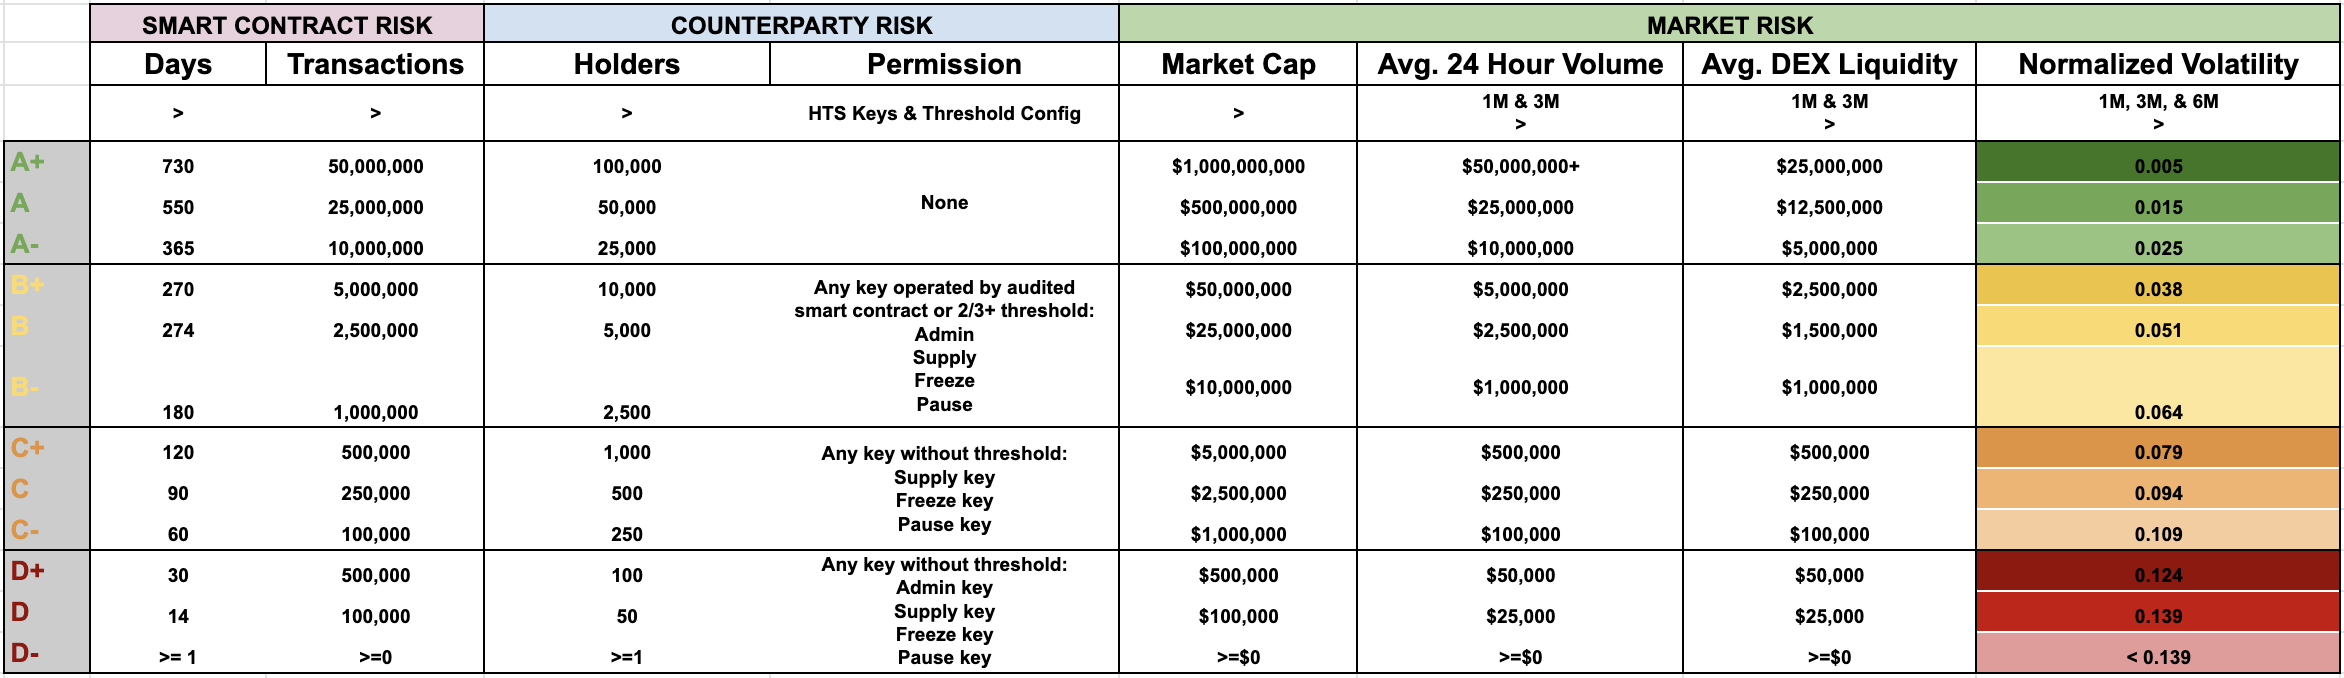 SMART CONTRACT RISK COUNTERPARTY RISK MARKET RISK
Days Transactions Holders Permission Market Cap Avg. 24 Hour Volume Avg. DEX Liquidity Normalized Volatility
> > > HTS Keys & Threshold Config > 1M & 3M > 1M & 3M > 1M, 3M, & 6M >
A+ 730 50,000,000 100,000 $1,000,000,000 $50,000,000+ $25,000,000 0.005
A 550 25,000,000 50,000 None $500,000,000 $25,000,000 $12,500,000 0.015
A- 365 10,000,000 25,000 $100,000,000 $10,000,000 $5,000,000 0.025
B+ 270 5,000,000 10,000 Any key operated by audited $50,000,000 $5,000,000 $2,500,000 0.038
smart contract or 2/3+ threshold:
B 274 2,500,000 5,000 Admin $25,000,000 $2,500,000 $1,500,000 0.051
Supply
Freeze
B- $10,000,000 $1,000,000 $1,000,000
Pause
180 1,000,000 2,500 0.064
C+ 120 500,000 1,000 Any key without threshold: $5,000,000 $500,000 $500,000 0.079
Supply key
C 90 250,000 500 Freeze key $2,500,000 $250,000 $250,000 0.094
C- 60 100,000 250 Pause key $1,000,000 $100,000 $100,000 0.109
Any key without threshold:
D+ 30 500,000 100 Admin key $500,000 $50,000 $50,000 0.124
D 14 100,000 50 Supply key $100,000 $25,000 $25,000 0.139
Freeze key
D- >= 1 >=0 >=1 Pause key >=$0 >=$0 >=$0 < 0.139